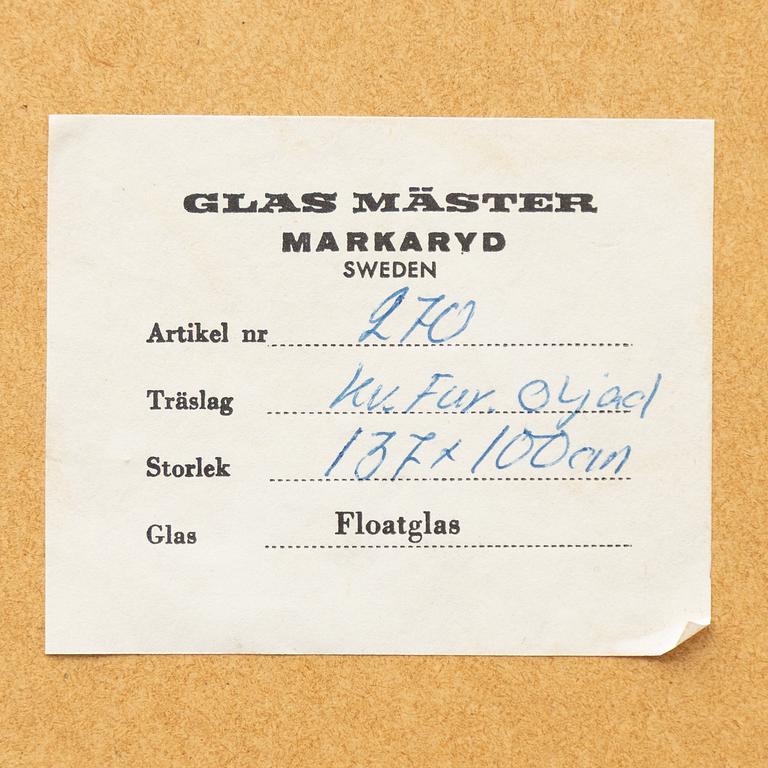 GLAS MÄSTER
MARKARYD
SWEDEN
Artikel nr 270
Träslag kv. Fur. Oljad
Storlek 137 x 100 cm
Glas Floatglas